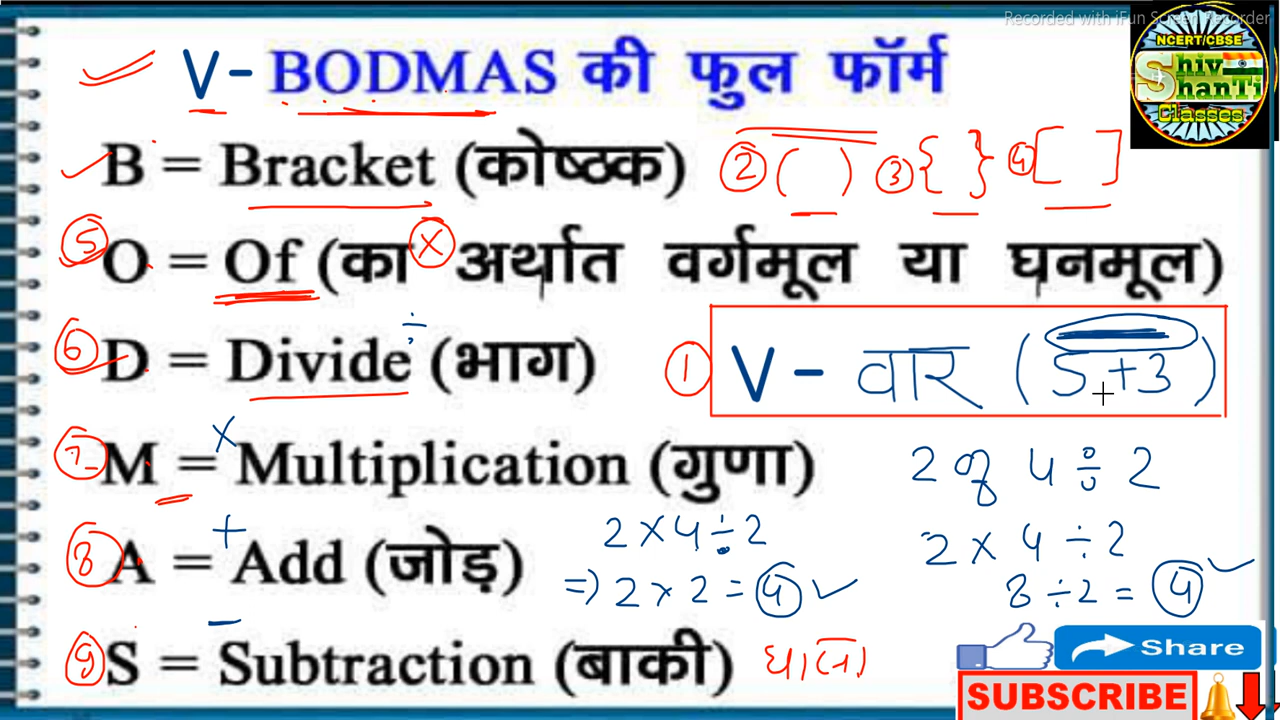 Recorded with iFun Screen Recorder
NCERT/CBSE
Shiv
ShanTi
Classes
V- BODMAS की फुल फॉर्म
B = Bracket (कोष्ठक) ② ( ) ③ { } ④ [ ]
⑤ O = Of (का × अर्थात वर्गमूल या घनमूल)
⑥ D = Divide ÷ (भाग)
① V - वार (5+3)
⑦ M = × Multiplication (गुणा)
2 of 4 ÷ 2
⑧ A = + Add (जोड़)
2 × 4 ÷ 2
⇒ 2 × 2 = ④ ✓
2 × 4 ÷ 2
8 ÷ 2 = ④ ✓
⑨ S = − Subtraction (बाकी)
Share
SUBSCRIBE